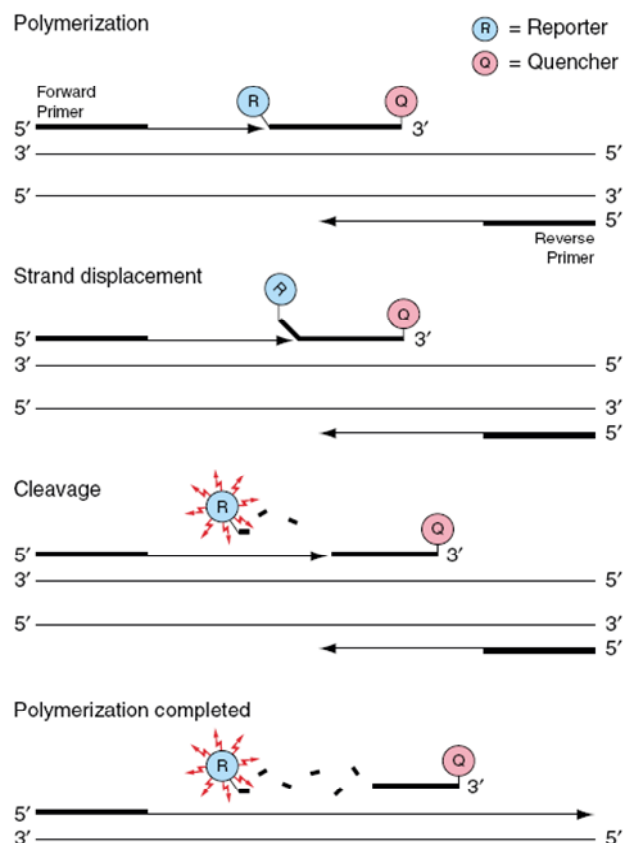 Polymerization
R = Reporter
Q = Quencher
Forward
Primer
R
Q
5′ 3′
3′ 5′
5′ 3′
5′
Reverse
Primer
Strand displacement
R
Q
5′ 3′
3′ 5′
5′ 3′
5′
Cleavage
R
Q
5′ 3′
3′ 5′
5′ 3′
5′
Polymerization completed
R
Q
3′
5′
3′ 5′